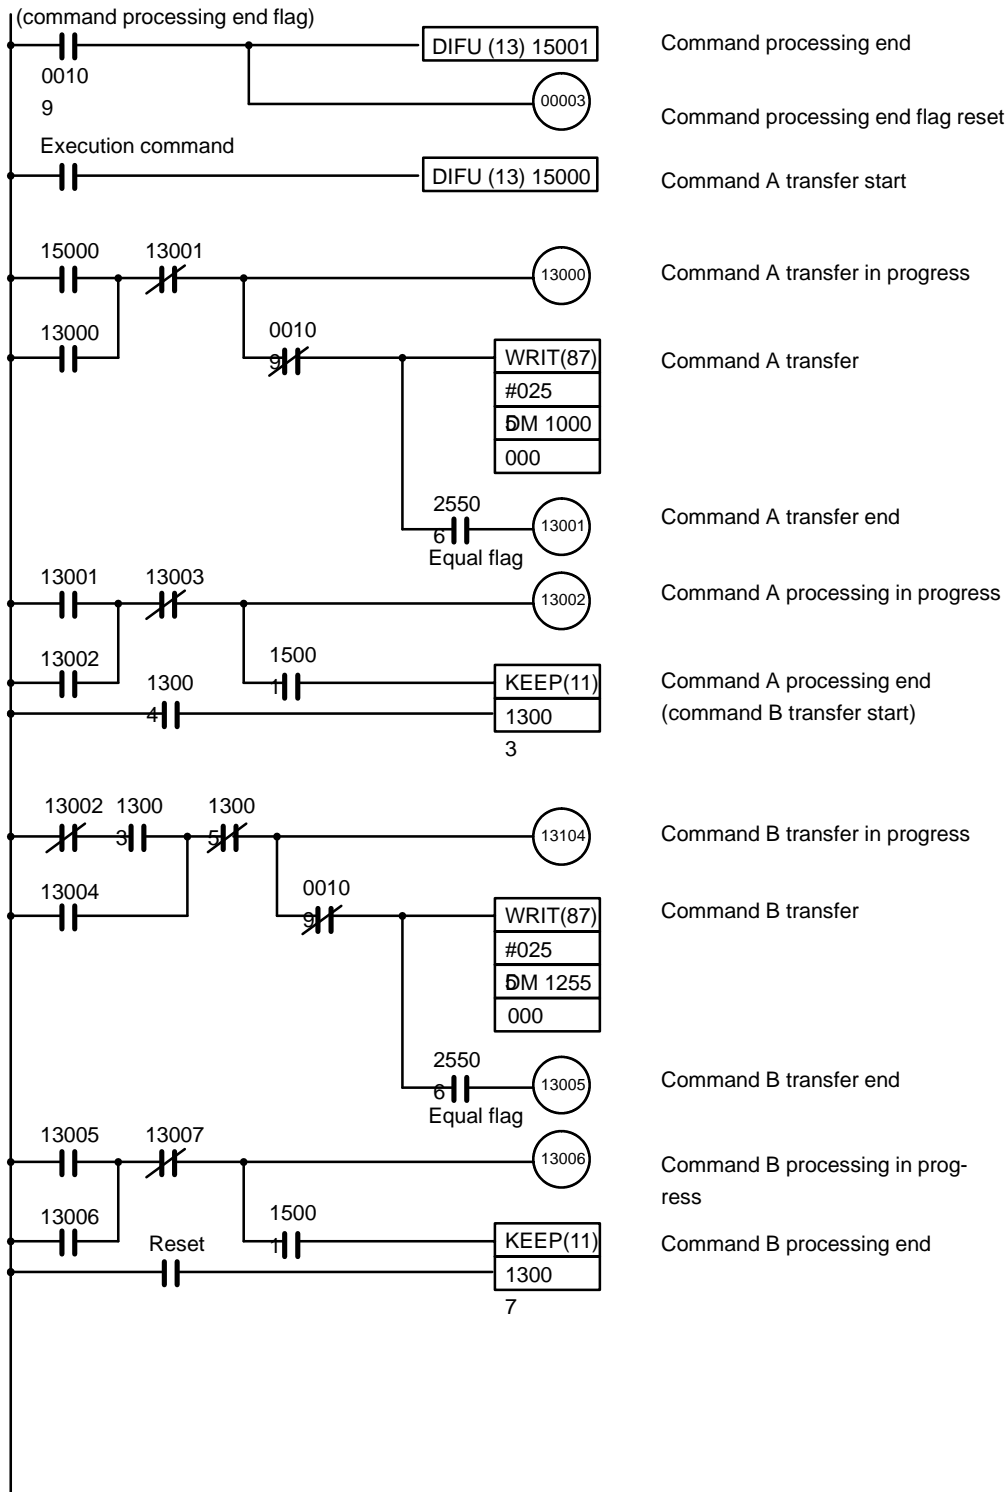 (command processing end flag)
DIFU (13) 15001
Command processing end
0010
9
00003
Command processing end flag reset
Execution command
DIFU (13) 15000
Command A transfer start
15000 13001
13000
Command A transfer in progress
13000
0010
9
WRIT(87)
Command A transfer
#025
5
DM 1000
000
2550
6
13001
Command A transfer end
Equal flag
13001 13003
13002
Command A processing in progress
13002
1500
1
KEEP(11)
Command A processing end
1300
4
1300
3
(command B transfer start)
13002 1300
3
1300
5
13104
Command B transfer in progress
13004
0010
9
WRIT(87)
Command B transfer
#025
5
DM 1255
000
2550
6
13005
Command B transfer end
Equal flag
13005 13007
13006
Command B processing in prog-
ress
13006
1500
1
Reset
KEEP(11)
Command B processing end
1300
7